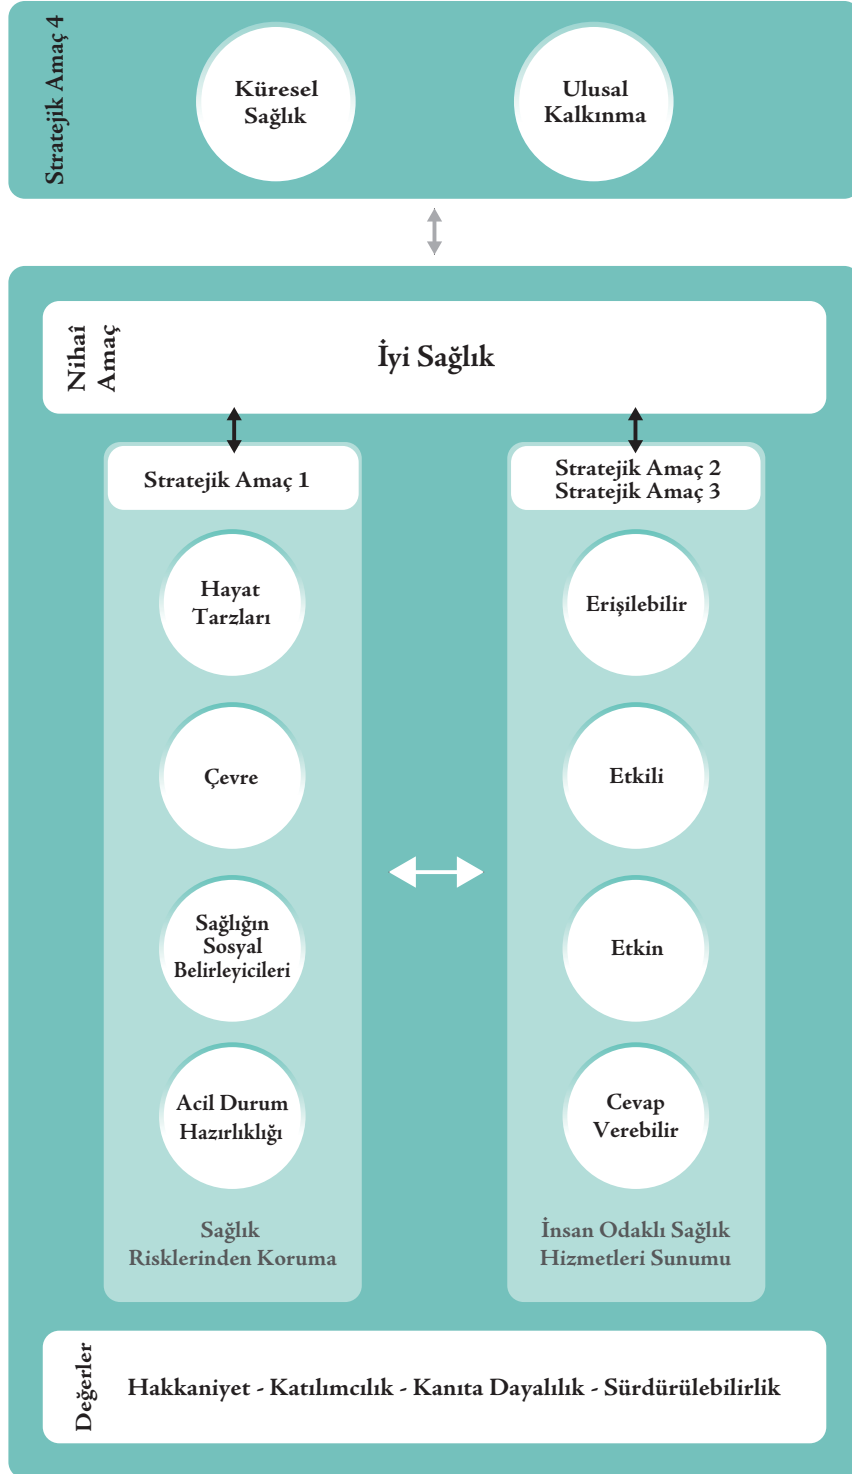 Stratejik Amaç 4
Küresel
Sağlık
Ulusal
Kalkınma
Nihaî
Amaç
İyi Sağlık
Stratejik Amaç 1
Hayat
Tarzları
Çevre
Sağlığın
Sosyal
Belirleyicileri
Acil Durum
Hazırlıklığı
Sağlık
Risklerinden Koruma
Stratejik Amaç 2
Stratejik Amaç 3
Erişilebilir
Etkili
Etkin
Cevap
Verebilir
İnsan Odaklı Sağlık
Hizmetleri Sunumu
Değerler
Hakkaniyet - Katılımcılık - Kanıta Dayalılık - Sürdürülebilirlik